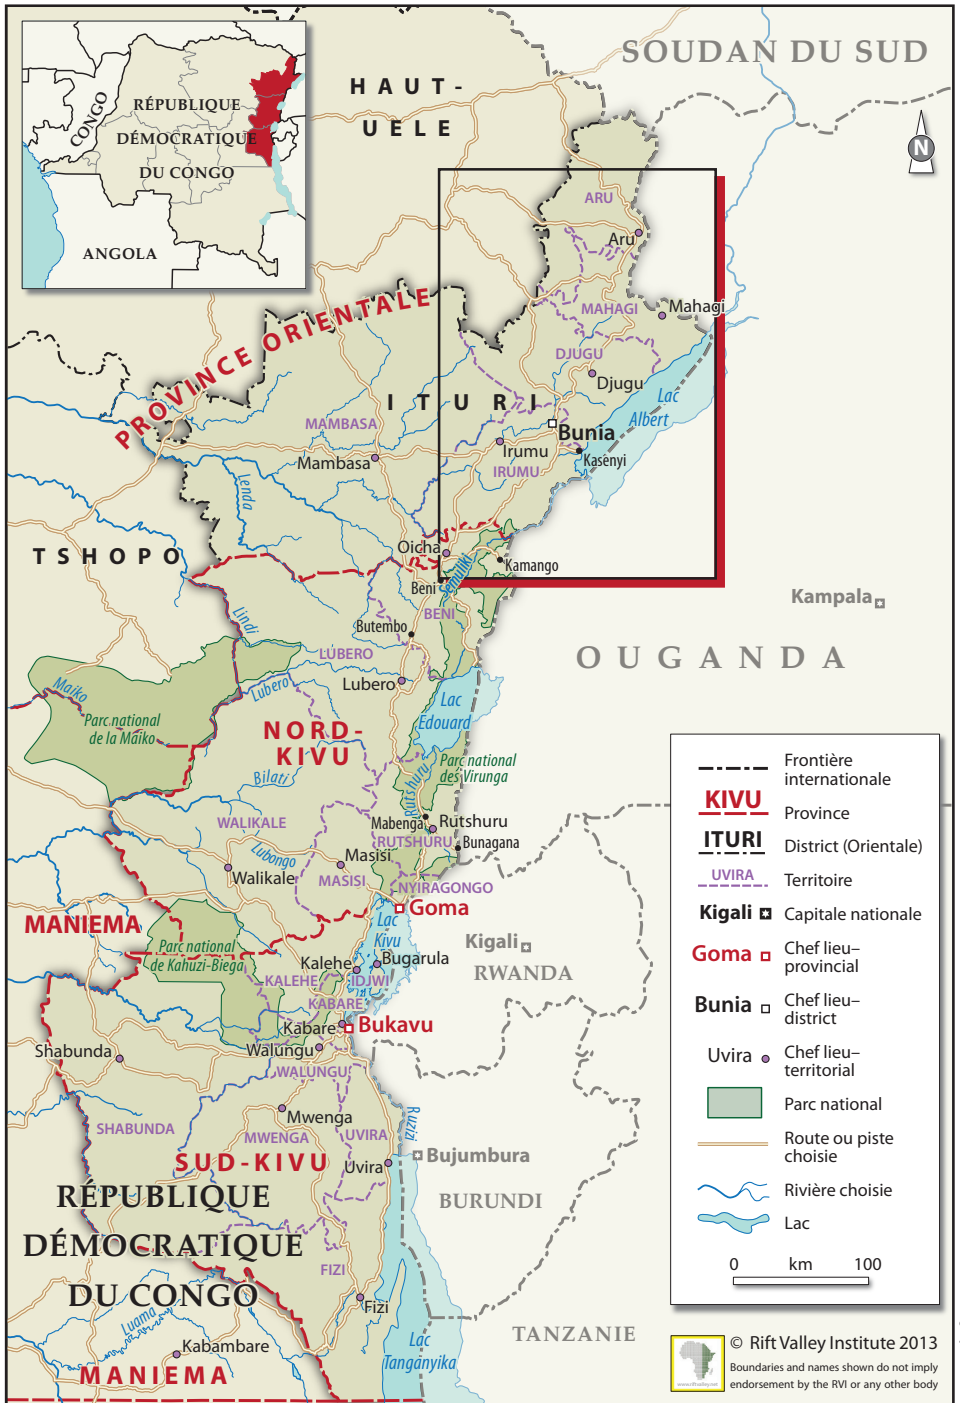 RÉPUBLIQUE
DÉMOCRATIQUE
DU CONGO
CONGO
ANGOLA
SOUDAN DU SUD
HAUT-
UELE
N
ARU
Aru
MAHAGI
Mahagi
PROVINCE ORIENTALE
DJUGU
Djugu
Lac
Albert
ITURI
MAMBASA
Mambasa
Bunia
Irumu
IRUMU
Kasenyi
Lenda
TSHOPO
Oicha
Kamango
Semuliki
Beni
BENI
Kampala
Lindi
Butembo
LUBERO
Lubero
OUGANDA
Maiko
Lubero
Parc national
de la Maiko
Lac
Edouard
NORD-
KIVU
Parc national
des Virunga
Bilati
Rutshuru
WALIKALE
Mabenga
Rutshuru
RUTSHURU
Bunagana
Lubongo
Masisi
Walikale
MASISI
NYIRAGONGO
Goma
MANIEMA
Lac
Kivu
Parc national
de Kahuzi-Biega
Kigali
RWANDA
Kalehe
Bugarula
KALEHE
IDJWI
KABARE
Kabare
Bukavu
Shabunda
Walungu
WALUNGU
Mwenga
SHABUNDA
MWENGA
UVIRA
Ruzizi
SUD-KIVU
Uvira
Bujumbura
BURUNDI
RÉPUBLIQUE
DÉMOCRATIQUE
DU CONGO
FIZI
Fizi
Luama
Kabambare
Lac
Tanganyika
TANZANIE
MANIEMA
Frontière
internationale
KIVU Province
ITURI District (Orientale)
UVIRA Territoire
Kigali Capitale nationale
Goma Chef lieu–
provincial
Bunia Chef lieu–
district
Uvira Chef lieu–
territorial
Parc national
Route ou piste
choisie
Rivière choisie
Lac
0 km 100
© Rift Valley Institute 2013
Boundaries and names shown do not imply
endorsement by the RVI or any other body
www.riftvalley.net